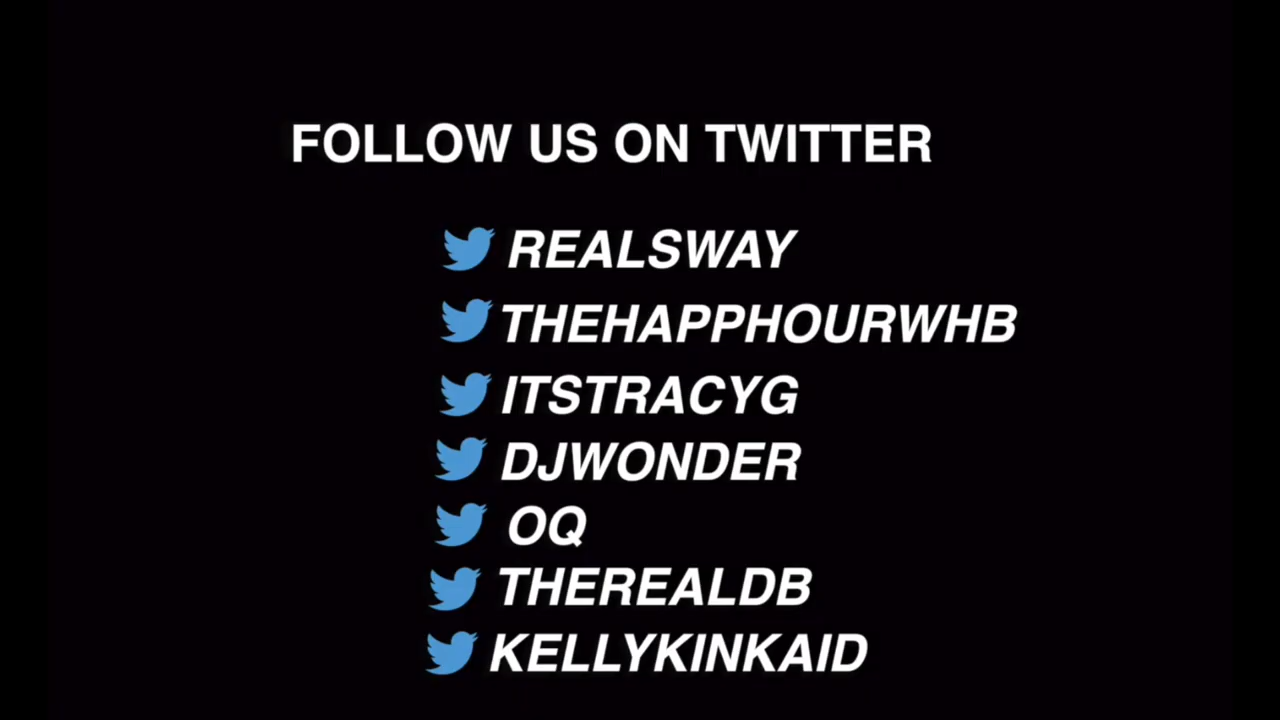 FOLLOW US ON TWITTER
REALSWAY
THEHAPPHOURWHB
ITSTRACYG
DJWONDER
OQ
THEREALDB
KELLYKINKAID